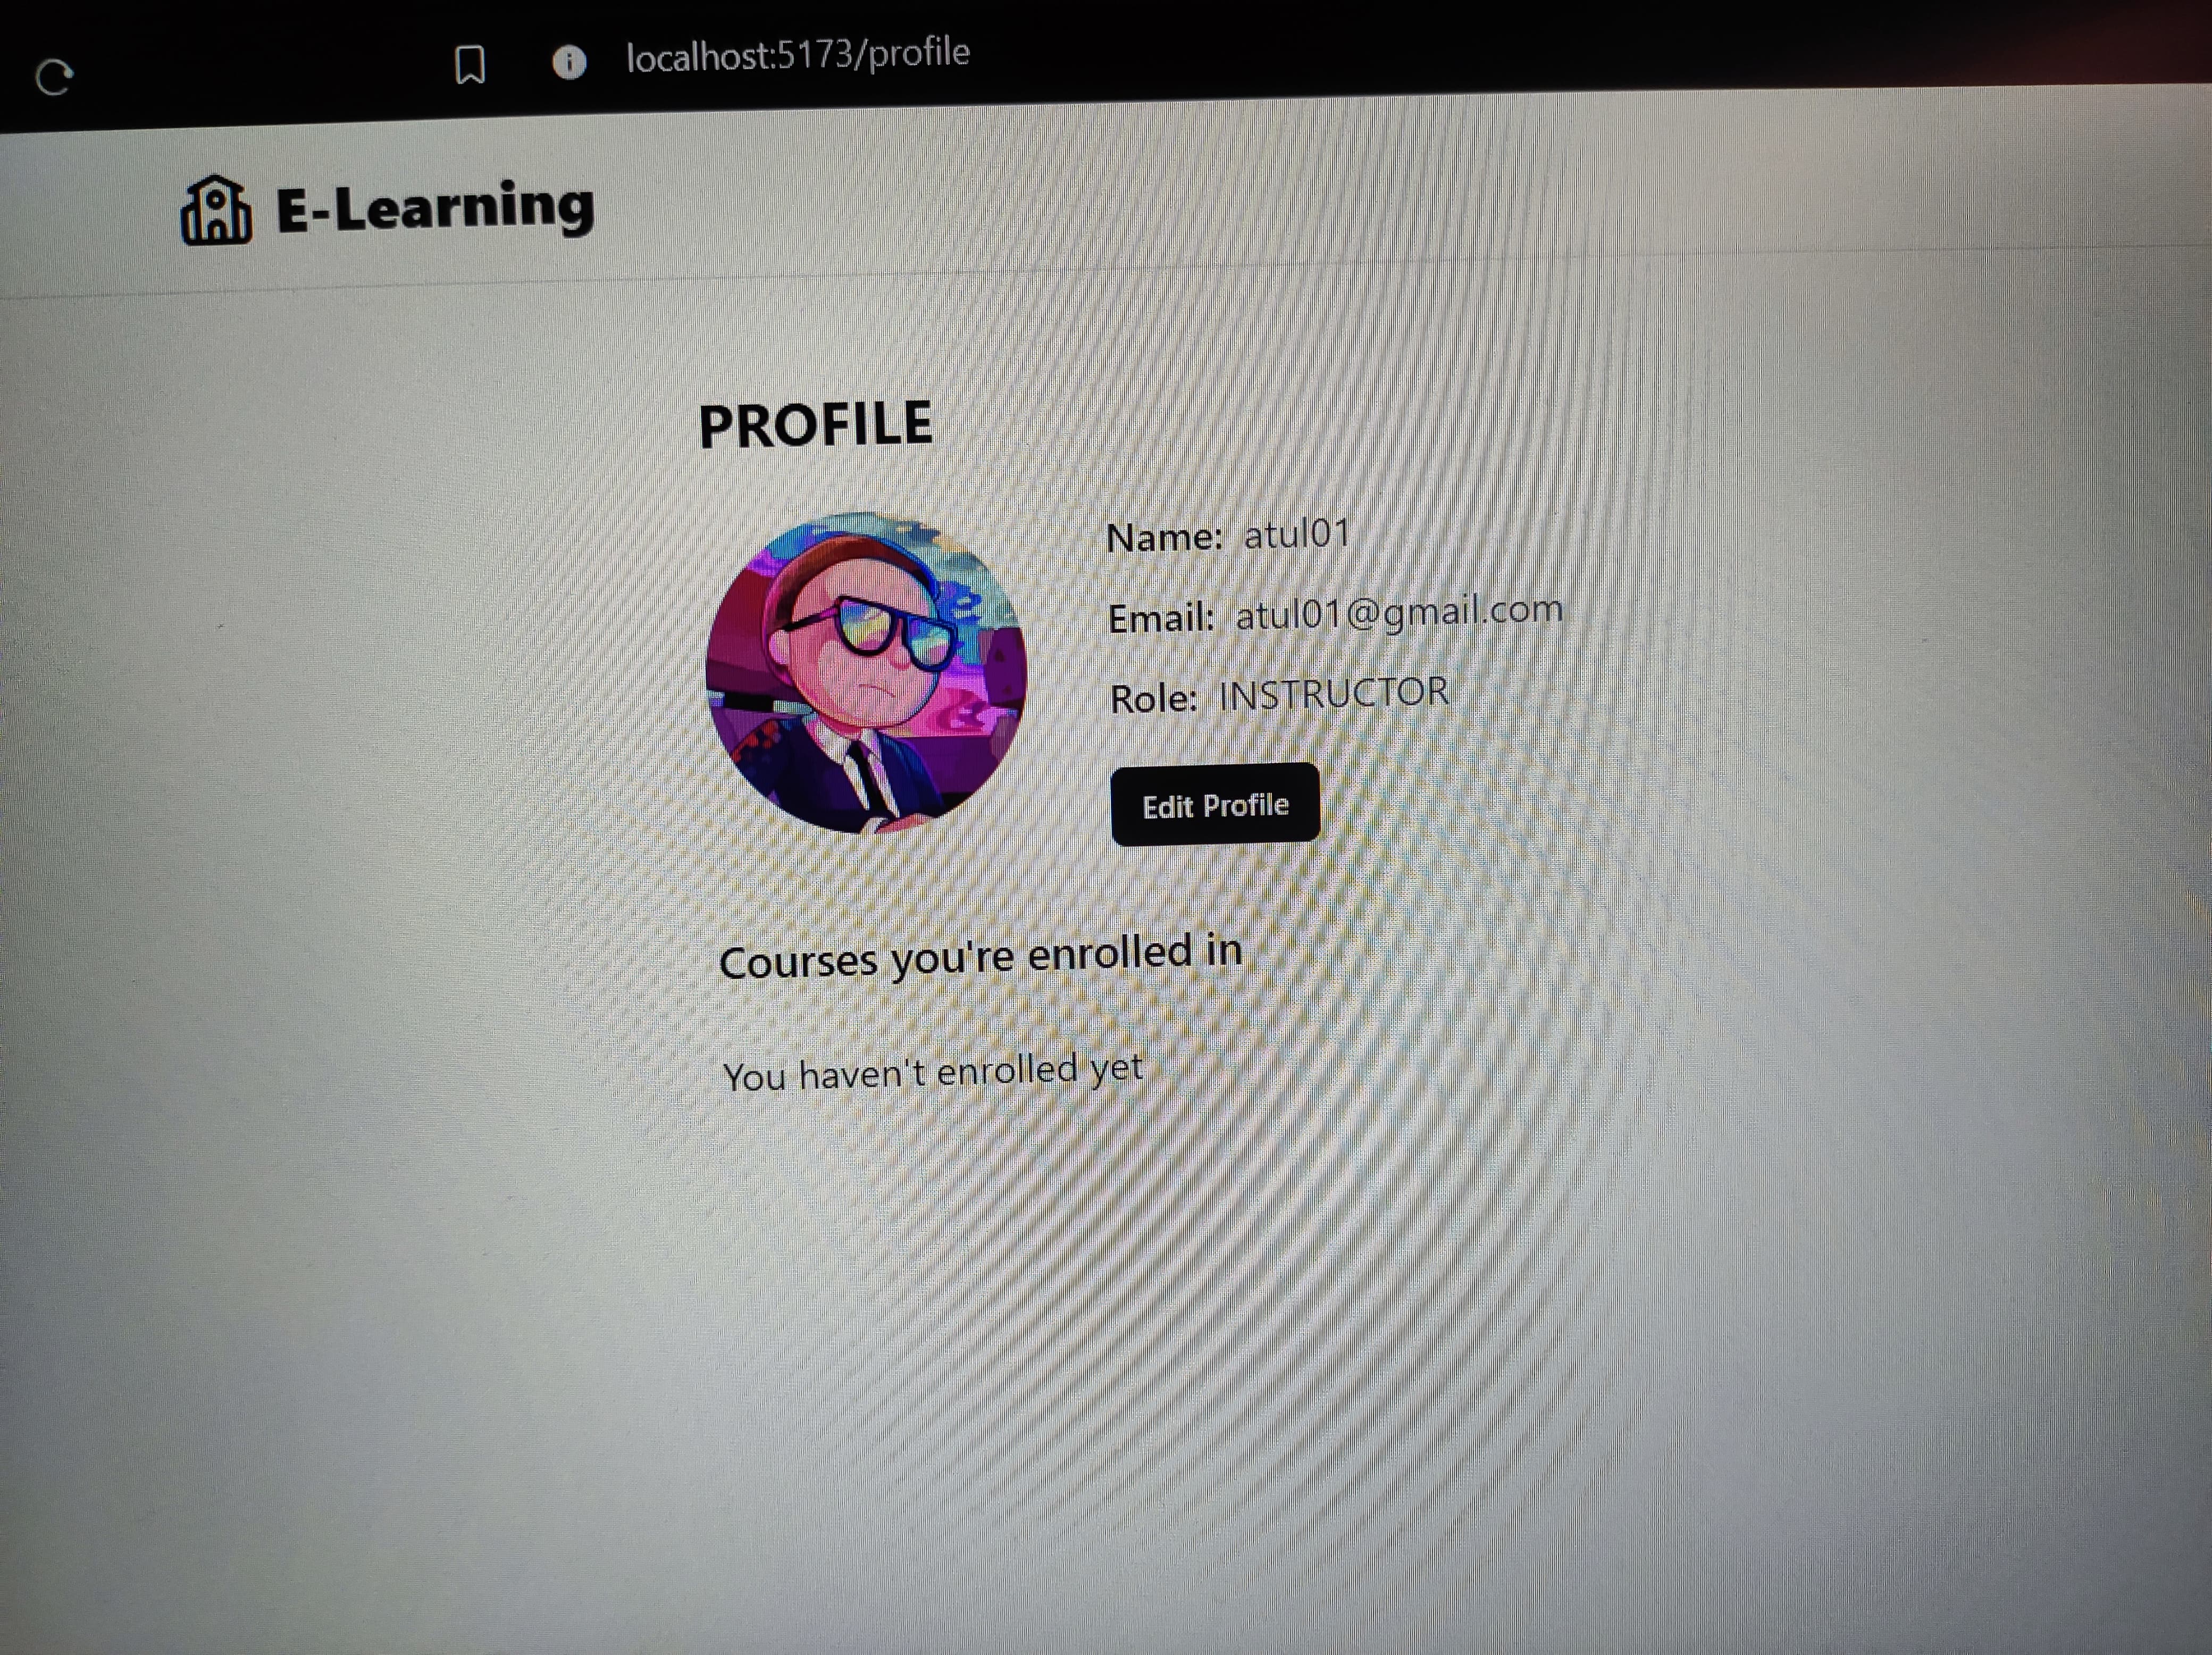 localhost:5173/profile
E-Learning
PROFILE
Name: atul01
Email: atul01@gmail.com
Role: INSTRUCTOR
Edit Profile
Courses you're enrolled in
You haven't enrolled yet